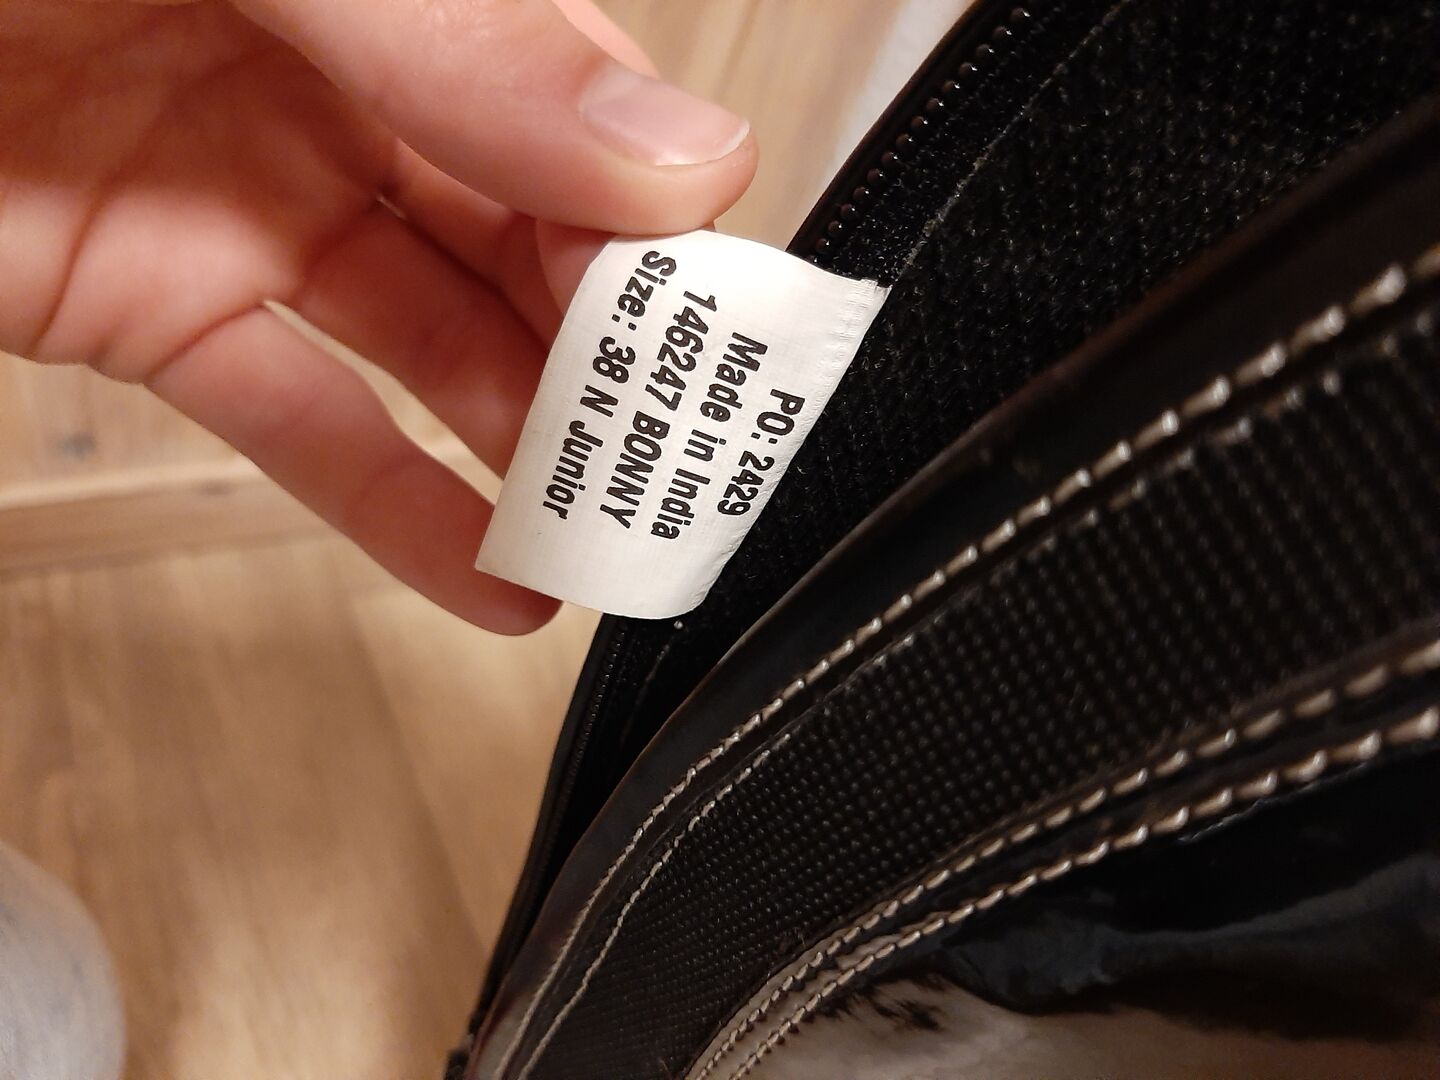 PO: 2429
Made in India
146247 BONNY
Size: 38 N Junior